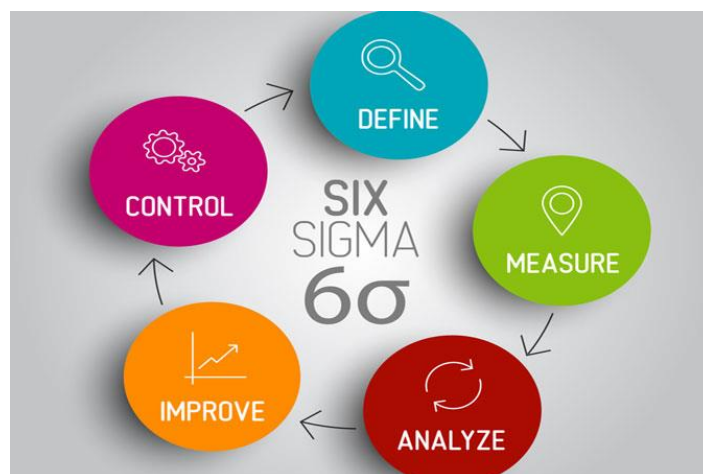 SIX
SIGMA
6σ
DEFINE
MEASURE
ANALYZE
IMPROVE
CONTROL